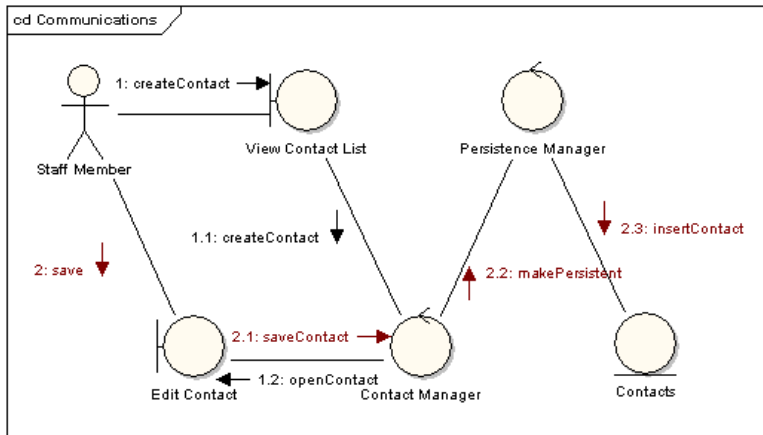 cd Communications
1: createContact
View Contact List
Persistence Manager
Staff Member
1.1: createContact
2.3: insertContact
2: save
2.2: makePersistent
2.1: saveContact
1.2: openContact
Edit Contact
Contact Manager
Contacts